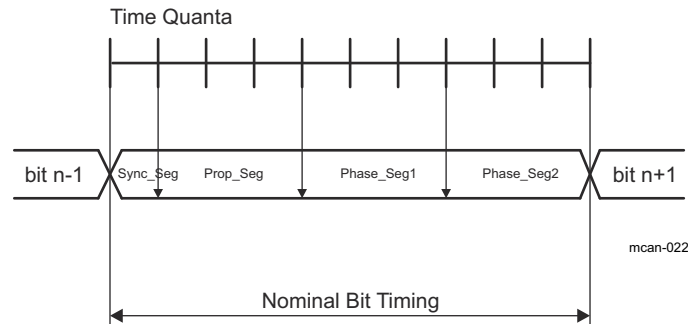 Time Quanta
bit n-1 Sync_Seg Prop_Seg Phase_Seg1 Phase_Seg2 bit n+1
mcan-022
Nominal Bit Timing